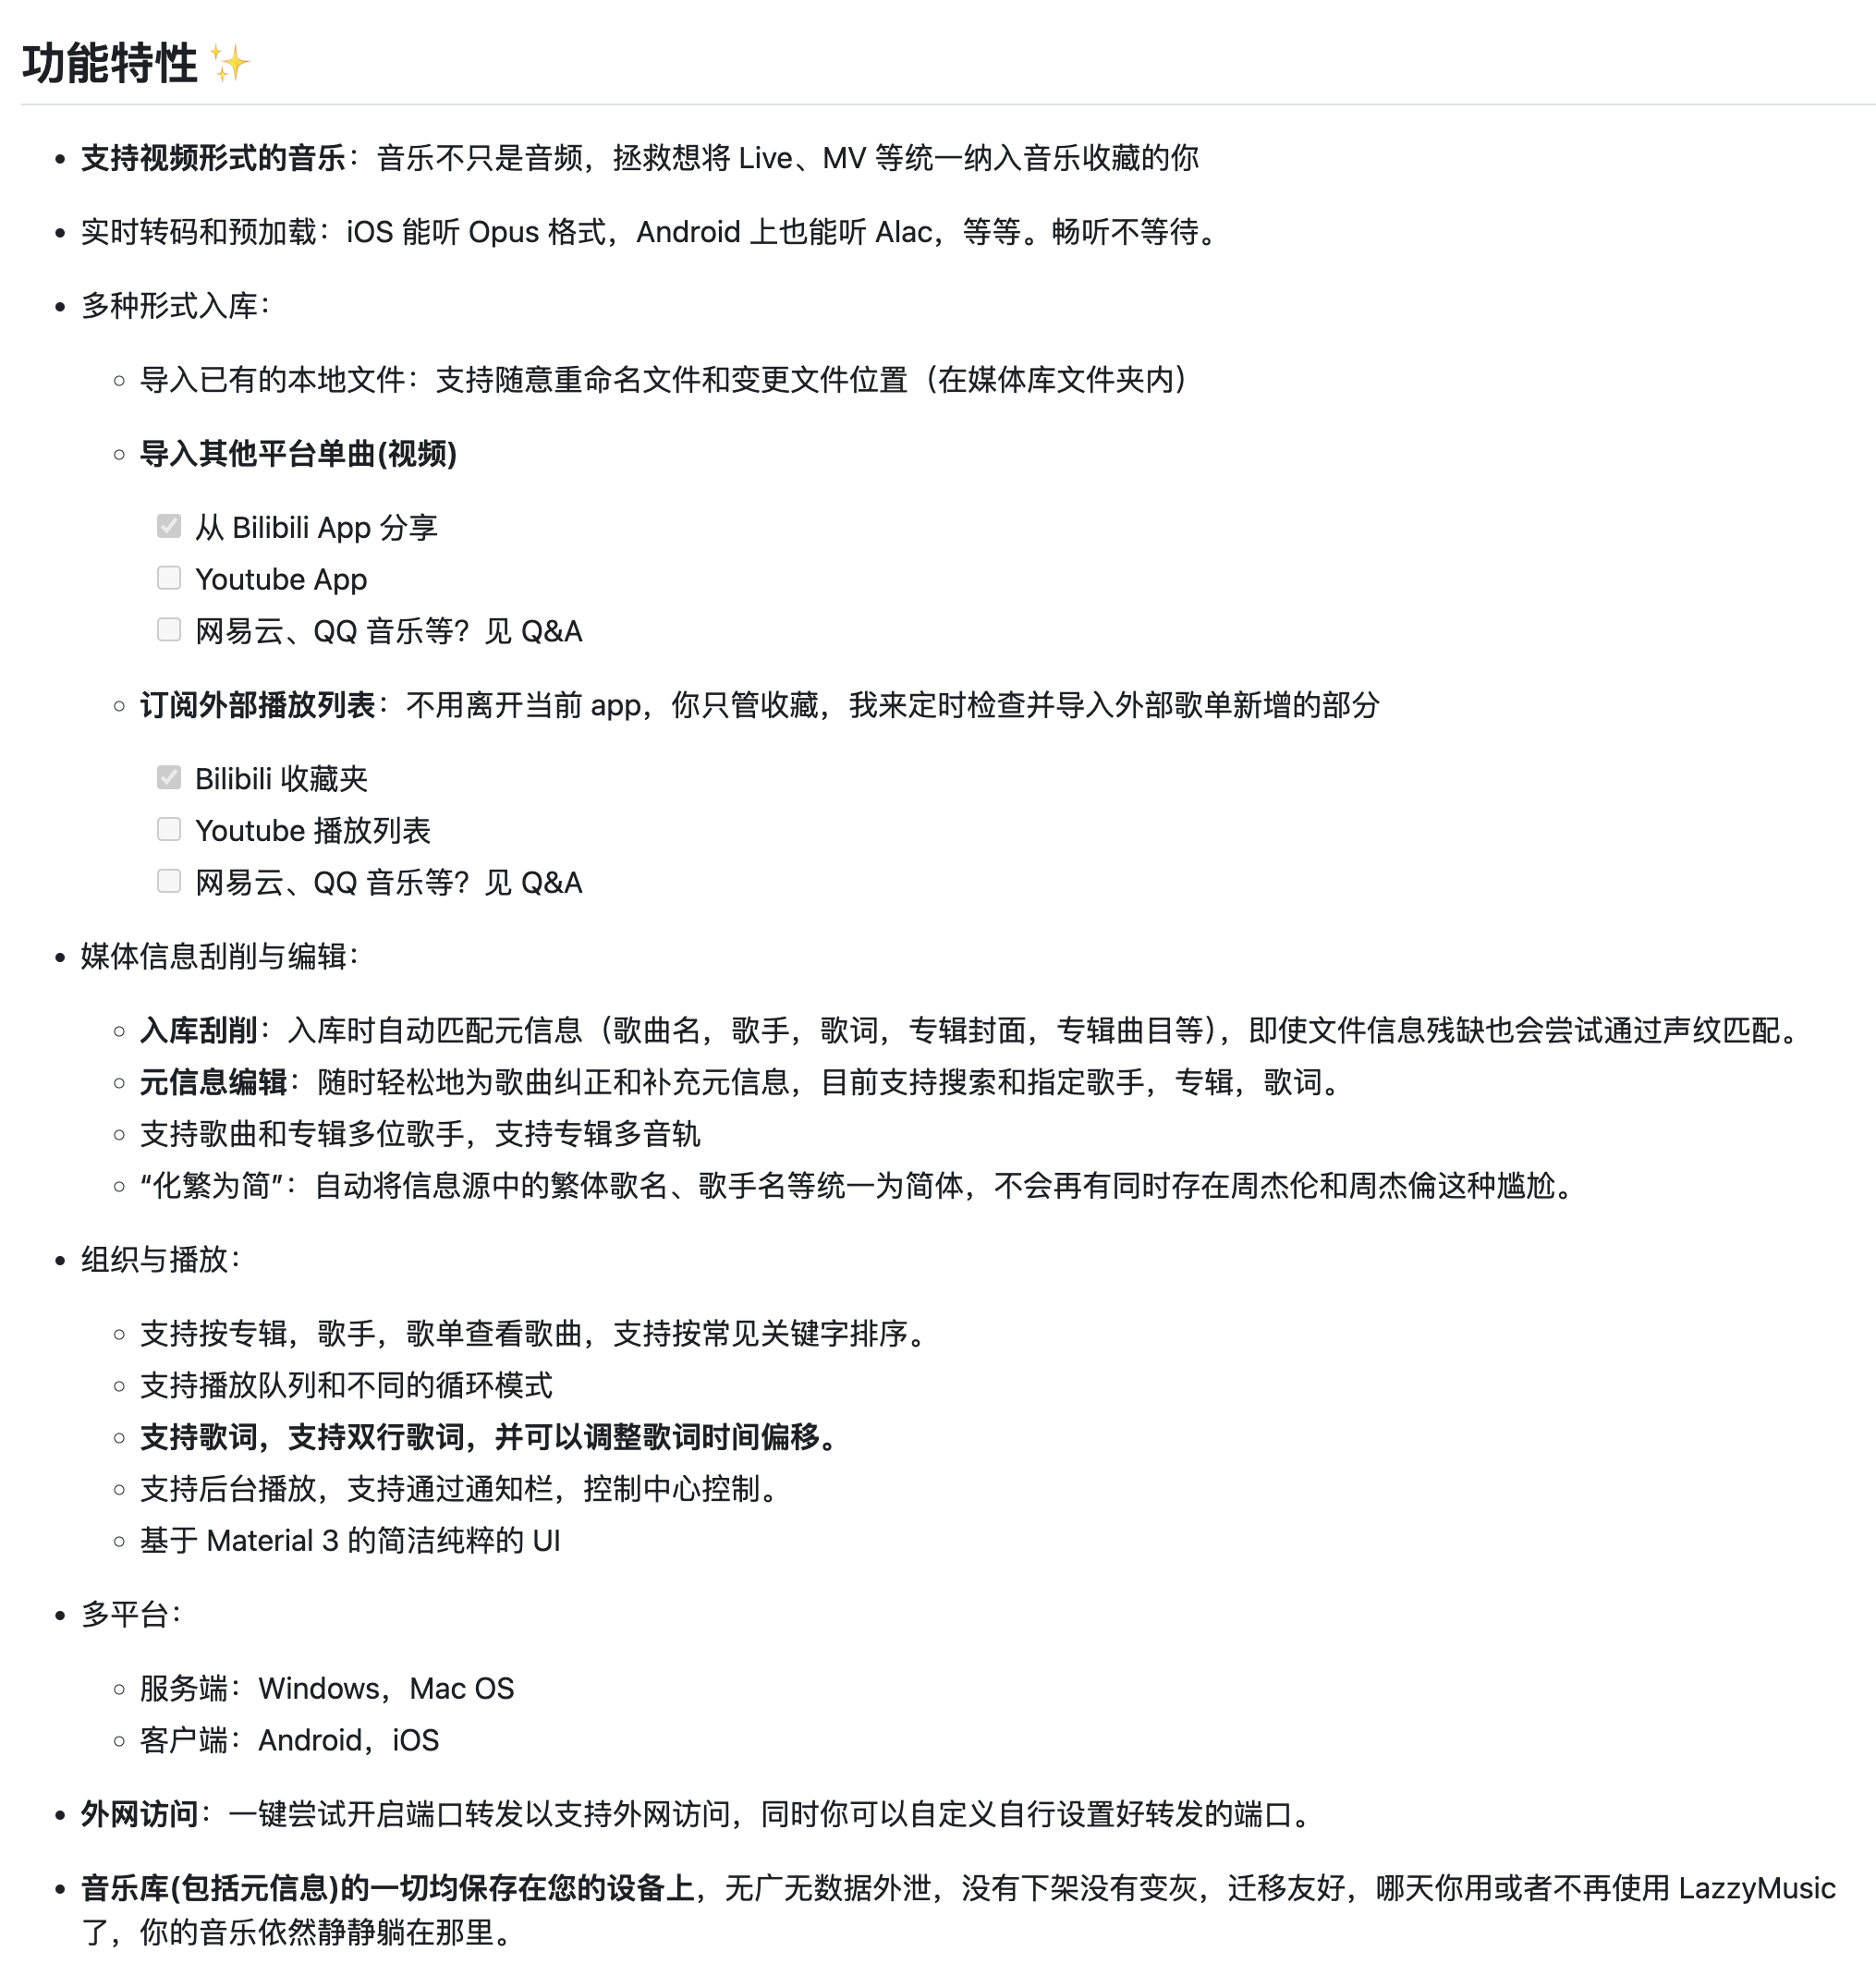 功能特性 ✨
支持视频形式的音乐：音乐不只是音频，拯救想将 Live、MV 等统一纳入音乐收藏的你
实时转码和预加载：iOS 能听 Opus 格式，Android 上也能听 Alac，等等。畅听不等待。
多种形式入库：
导入已有的本地文件：支持随意重命名文件和变更文件位置（在媒体库文件夹内）
导入其他平台单曲(视频)
从 Bilibili App 分享
Youtube App
网易云、QQ 音乐等？见 Q&A
订阅外部播放列表：不用离开当前 app，你只管收藏，我来定时检查并导入外部歌单新增的部分
Bilibili 收藏夹
Youtube 播放列表
网易云、QQ 音乐等？见 Q&A
媒体信息刮削与编辑：
入库刮削：入库时自动匹配元信息（歌曲名，歌手，歌词，专辑封面，专辑曲目等），即使文件信息残缺也会尝试通过声纹匹配。
元信息编辑：随时轻松地为歌曲纠正和补充元信息，目前支持搜索和指定歌手，专辑，歌词。
支持歌曲和专辑多位歌手，支持专辑多音轨
“化繁为简”：自动将信息源中的繁体歌名、歌手名等统一为简体，不会再有同时存在周杰伦和周杰倫这种尴尬。
组织与播放：
支持按专辑，歌手，歌单查看歌曲，支持按常见关键字排序。
支持播放队列和不同的循环模式
支持歌词，支持双行歌词，并可以调整歌词时间偏移。
支持后台播放，支持通过通知栏，控制中心控制。
基于 Material 3 的简洁纯粹的 UI
多平台：
服务端：Windows，Mac OS
客户端：Android，iOS
外网访问：一键尝试开启端口转发以支持外网访问，同时你可以自定义自行设置好转发的端口。
音乐库(包括元信息)的一切均保存在您的设备上，无广无数据外泄，没有下架没有变灰，迁移友好，哪天你用或者不再使用 LazzyMusic
了，你的音乐依然静静躺在那里。